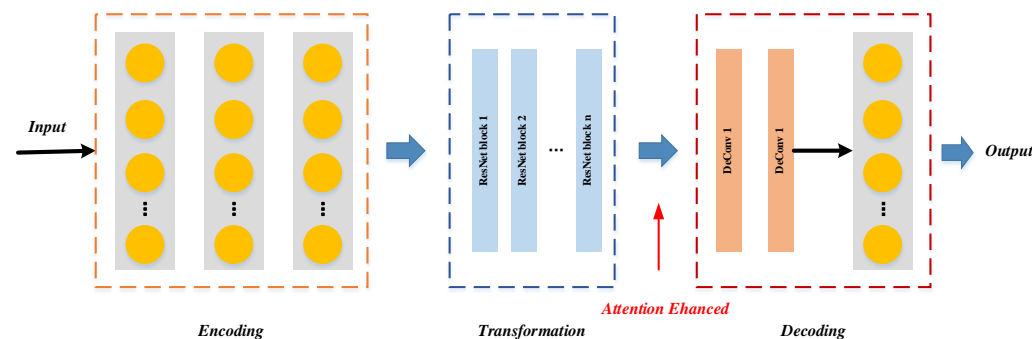 Input
ResNet block 1
ResNet block 2
...
ResNet block n
DeConv 1
DeConv 1
Output
Attention Ehanced
Encoding
Transformation
Decoding